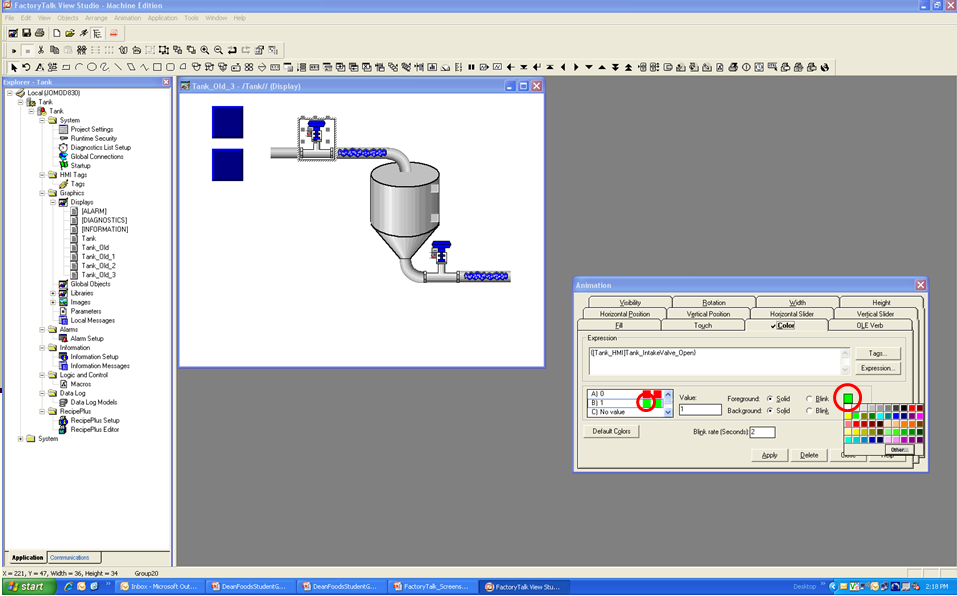 FactoryTalk View Studio - Machine Edition
File Edit View Objects Arrange Animation Application Tools Window Help
Explorer - Tank
Local (JOMOD830)
Tank
Tank
System
Project Settings
Runtime Security
Diagnostics List Setup
Global Connections
Startup
HMI Tags
Tags
Graphics
Displays
[ALARM]
[DIAGNOSTICS]
[INFORMATION]
Tank
Tank_Old
Tank_Old_1
Tank_Old_2
Tank_Old_3
Global Objects
Libraries
Images
Parameters
Local Messages
Alarms
Alarm Setup
Information
Information Setup
Information Messages
Logic and Control
Macros
Data Log
Data Log Models
RecipePlus
RecipePlus Setup
RecipePlus Editor
System
Application Communications
Tank_Old_3 - /Tank// (Display)
Animation
Visibility Rotation Width Height
Horizontal Position Vertical Position Horizontal Slider Vertical Slider
Fill Touch Color OLE Verb
Expression
{[Tank_HMI]Tank_IntakeValve_Open}
Tags...
Expression...
A) 0
B) 1
C) No value
Value:
1
Foreground: Solid Blink
Background: Solid Blink
Default Colors
Blink rate (Seconds): 2
Other...
Apply Delete Close Help
X = 221, Y = 47, Width = 36, Height = 34 Group20
start
Inbox - Microsoft Out...
DeanFoodsStudentG...
DeanFoodsStudentG...
FactoryTalk_Screens...
FactoryTalk View Stu...
Desktop
2:18 PM